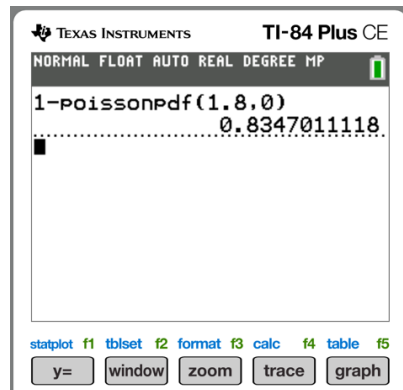 TEXAS INSTRUMENTS TI-84 Plus CE
NORMAL FLOAT AUTO REAL DEGREE MP
1-poissonpdf(1.8,0)
0.8347011118
statplot f1 tblset f2 format f3 calc f4 table f5
y= window zoom trace graph